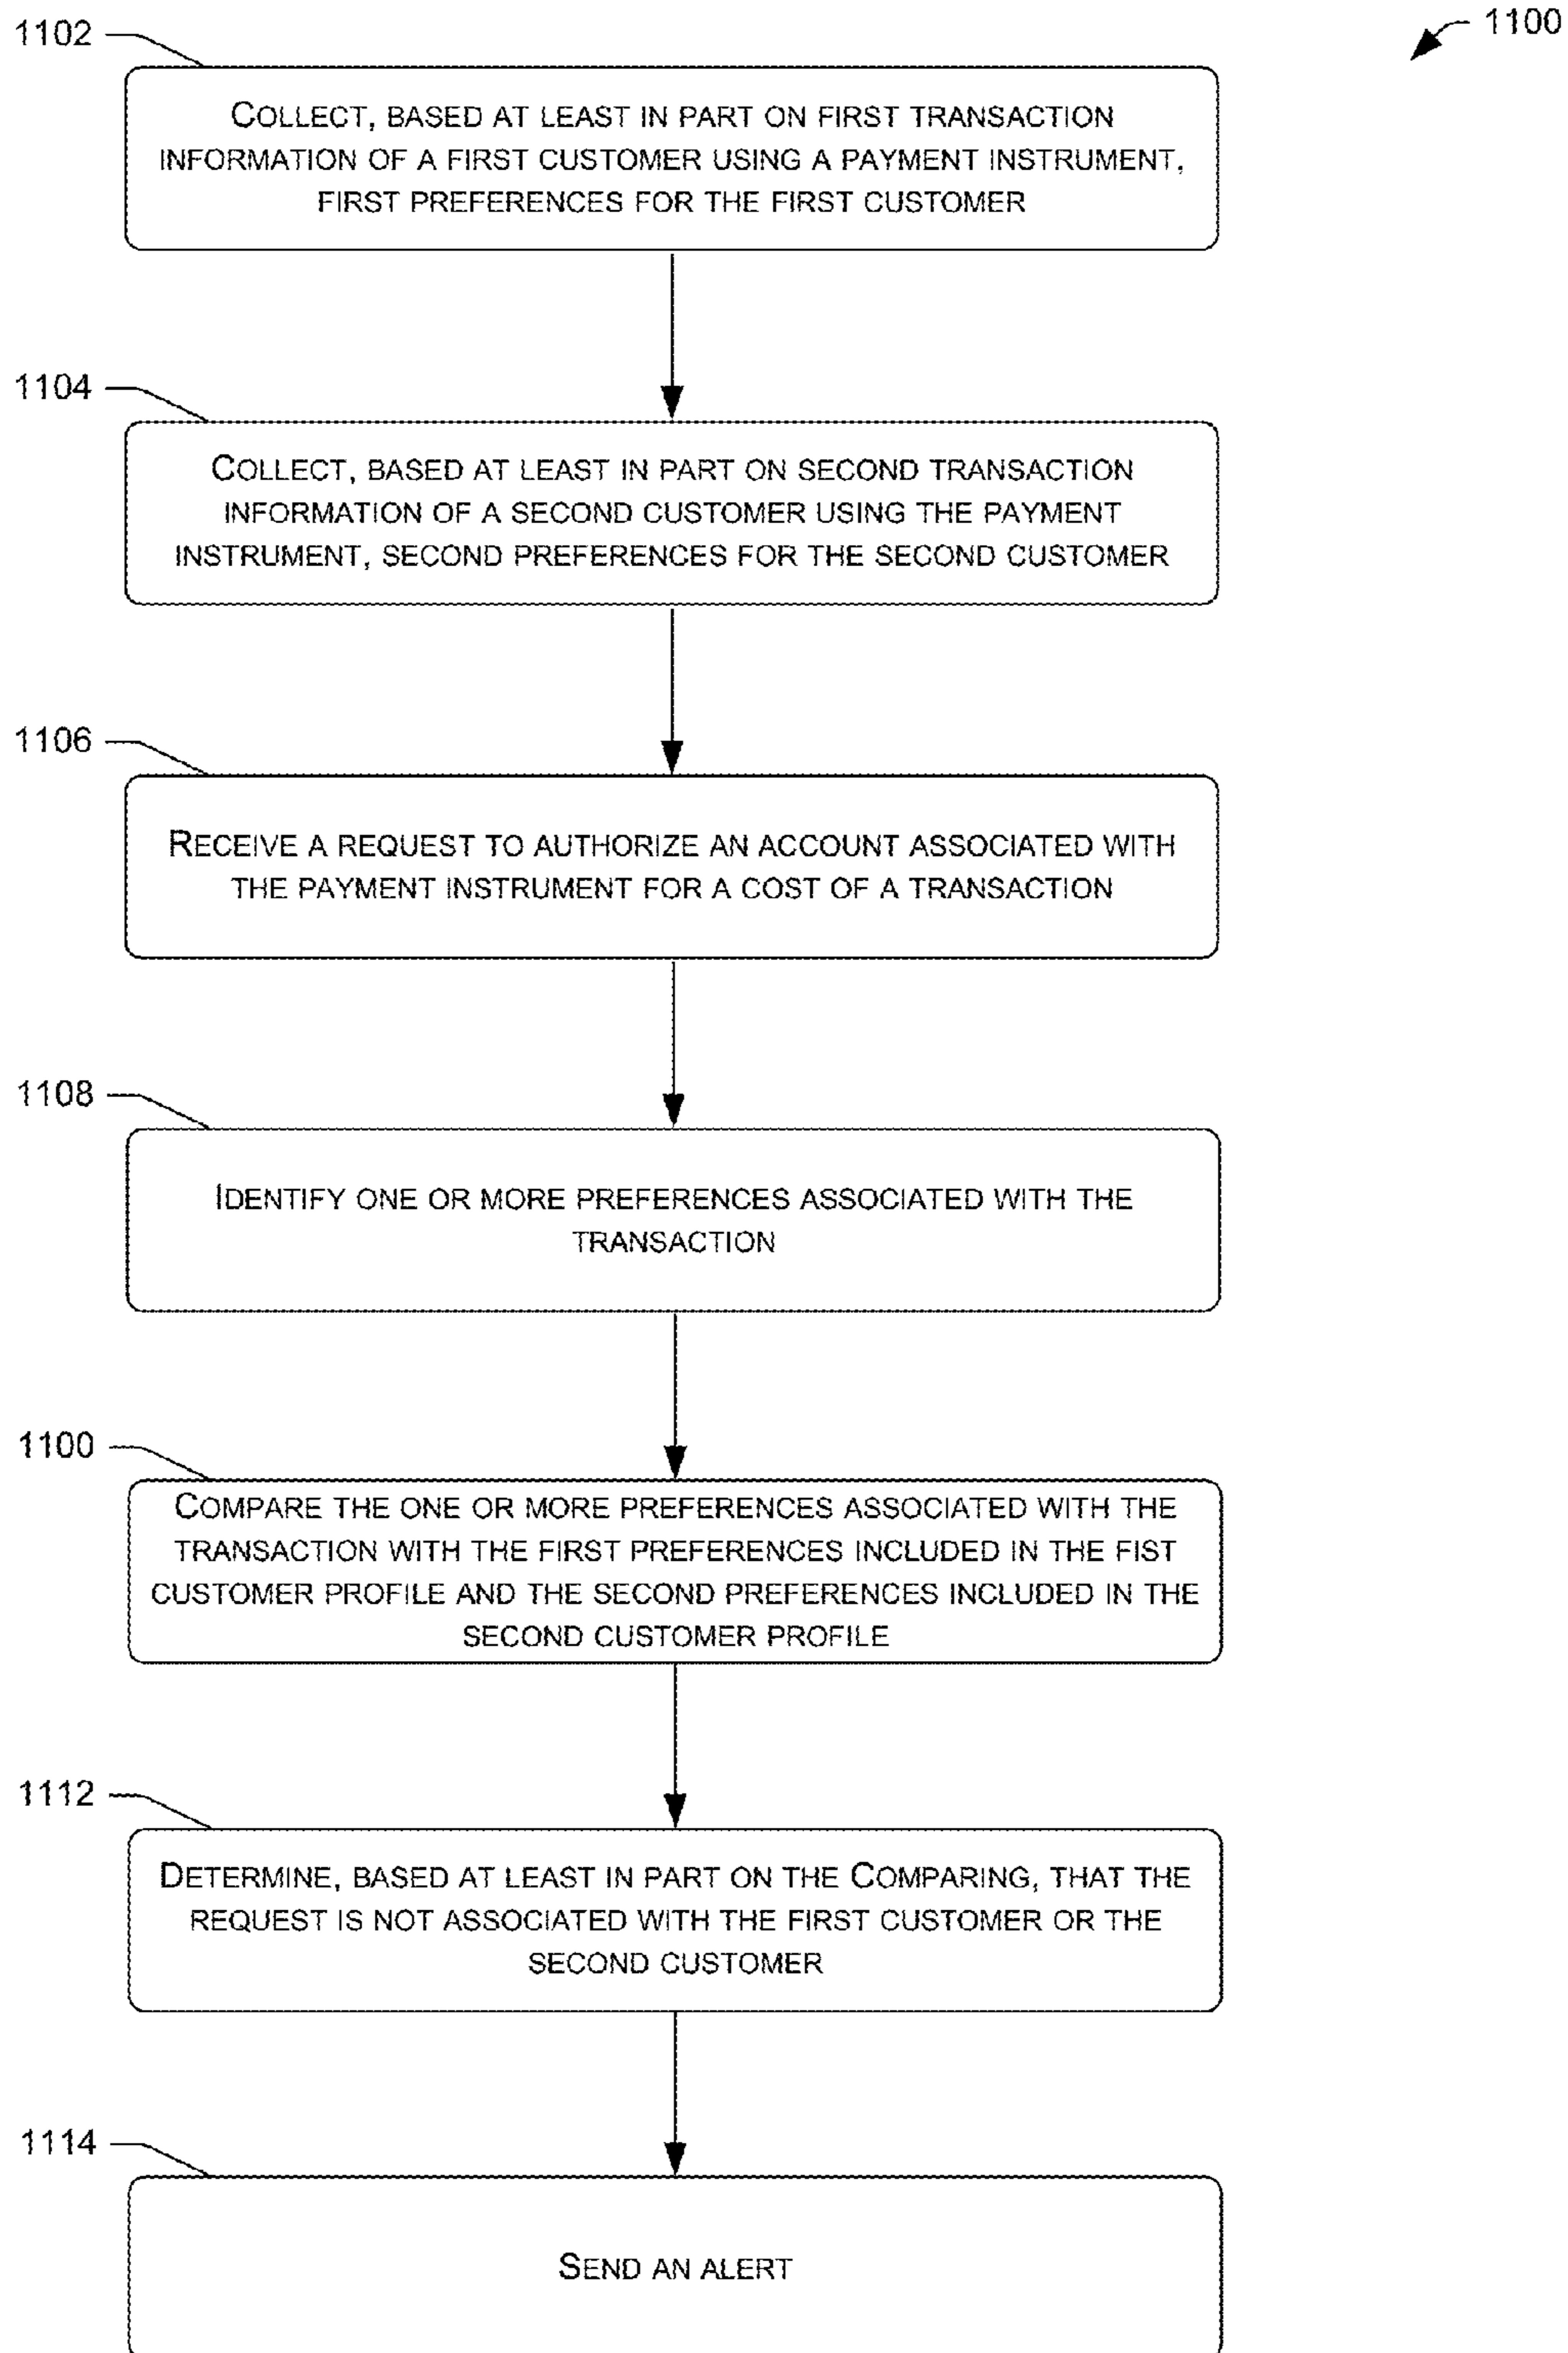 1100
1102
COLLECT, BASED AT LEAST IN PART ON FIRST TRANSACTION
INFORMATION OF A FIRST CUSTOMER USING A PAYMENT INSTRUMENT,
FIRST PREFERENCES FOR THE FIRST CUSTOMER
1104
COLLECT, BASED AT LEAST IN PART ON SECOND TRANSACTION
INFORMATION OF A SECOND CUSTOMER USING THE PAYMENT
INSTRUMENT, SECOND PREFERENCES FOR THE SECOND CUSTOMER
1106
RECEIVE A REQUEST TO AUTHORIZE AN ACCOUNT ASSOCIATED WITH
THE PAYMENT INSTRUMENT FOR A COST OF A TRANSACTION
1108
IDENTIFY ONE OR MORE PREFERENCES ASSOCIATED WITH THE
TRANSACTION
1100
COMPARE THE ONE OR MORE PREFERENCES ASSOCIATED WITH THE
TRANSACTION WITH THE FIRST PREFERENCES INCLUDED IN THE FIST
CUSTOMER PROFILE AND THE SECOND PREFERENCES INCLUDED IN THE
SECOND CUSTOMER PROFILE
1112
DETERMINE, BASED AT LEAST IN PART ON THE COMPARING, THAT THE
REQUEST IS NOT ASSOCIATED WITH THE FIRST CUSTOMER OR THE
SECOND CUSTOMER
1114
SEND AN ALERT